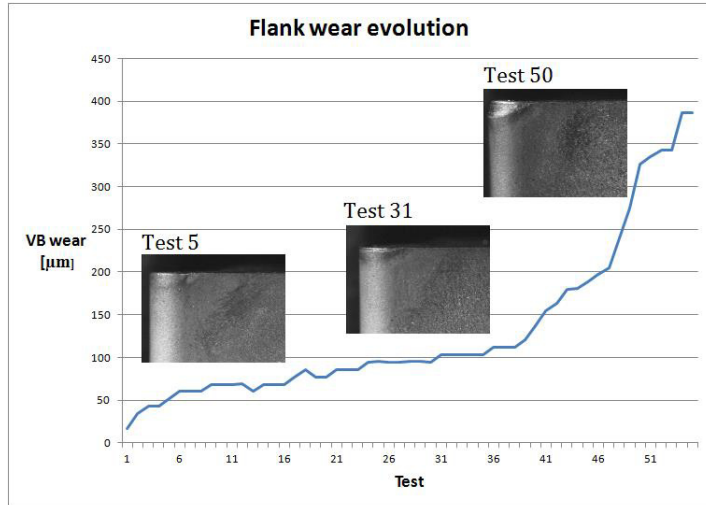 Flank wear evolution
450
400
350
300
250
200
150
100
50
0
VB wear
[µm]
Test 5
Test 31
Test 50
1 6 11 16 21 26 31 36 41 46 51
Test